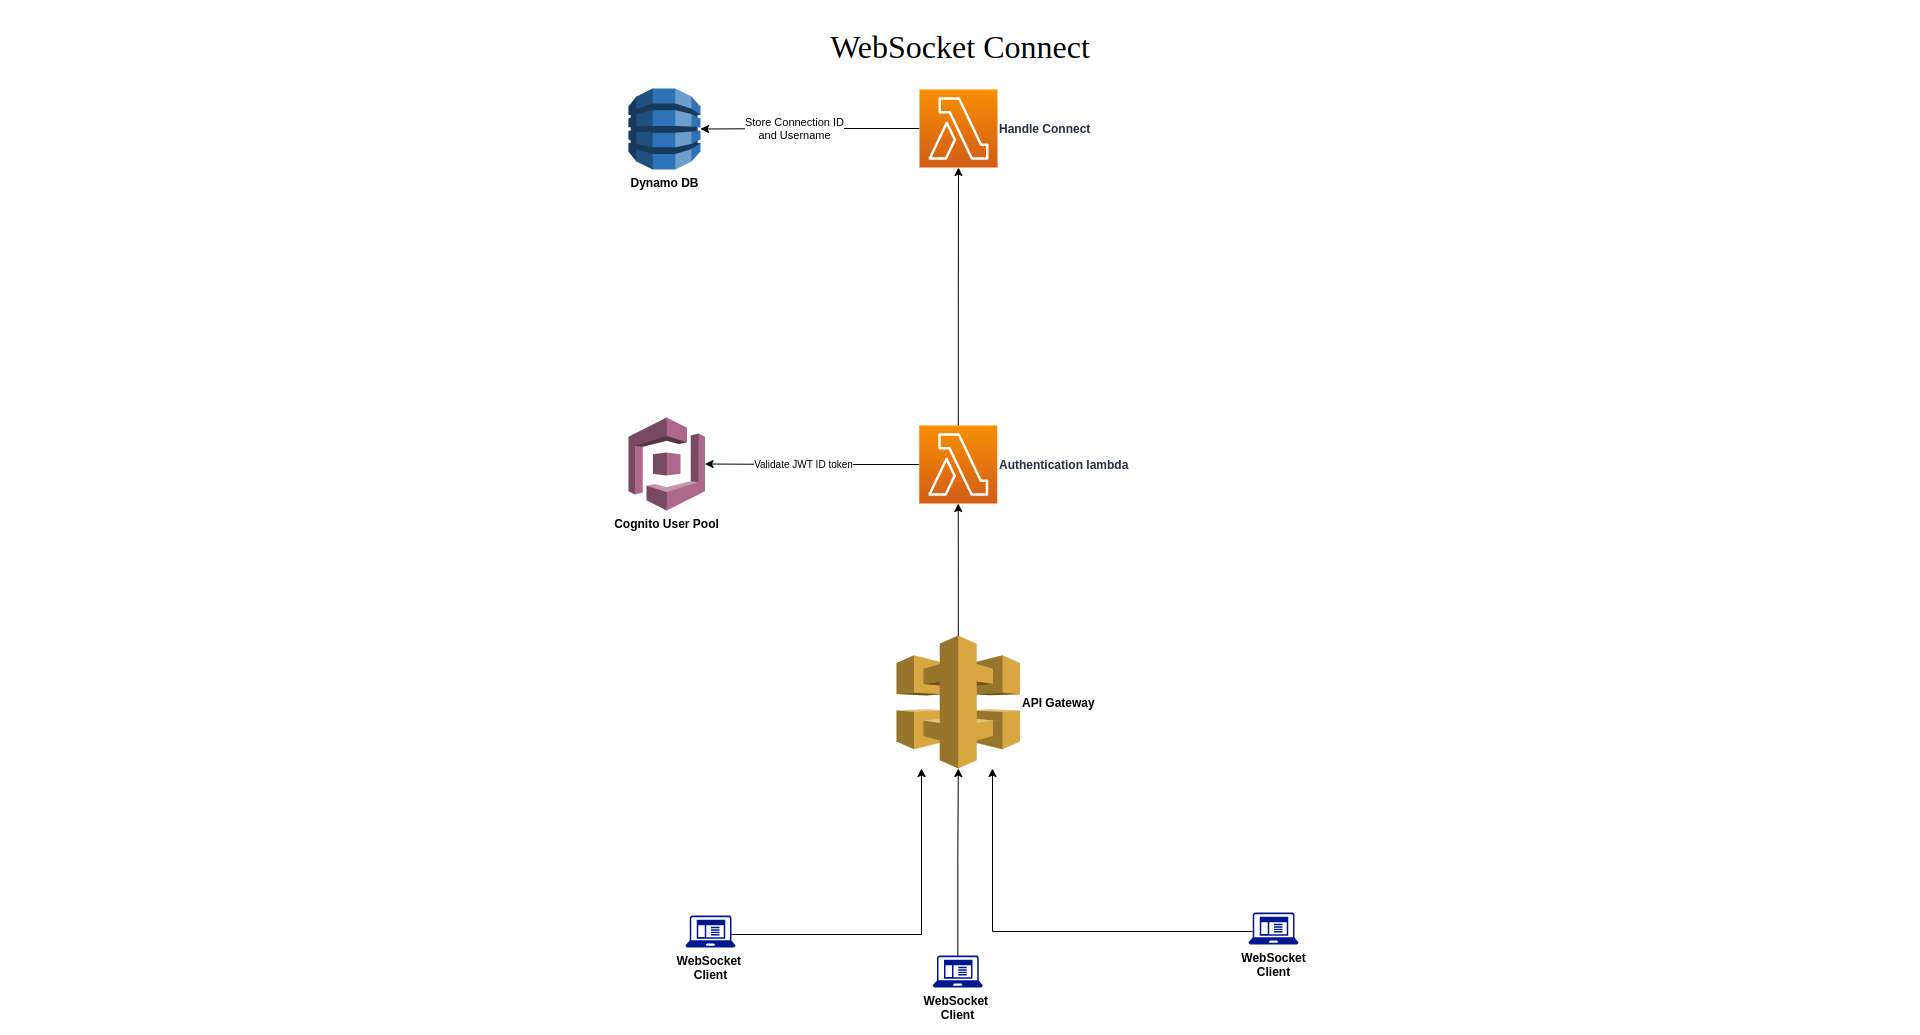 WebSocket Connect
Store Connection ID
and Username
Handle Connect
Dynamo DB
Validate JWT ID token
Authentication lambda
Cognito User Pool
API Gateway
WebSocket
Client
WebSocket
Client
WebSocket
Client